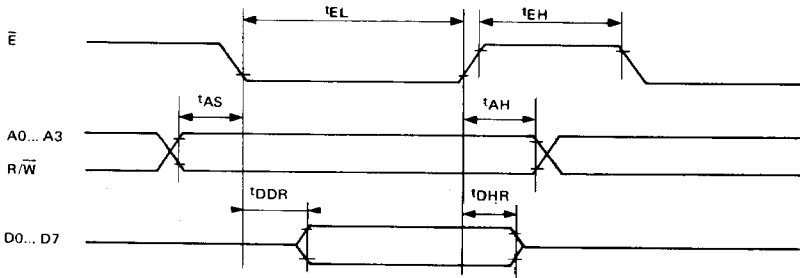 tEL
tEH
E̅
tAS
tAH
A0... A3
R/W̅
tDDR
tDHR
D0... D7